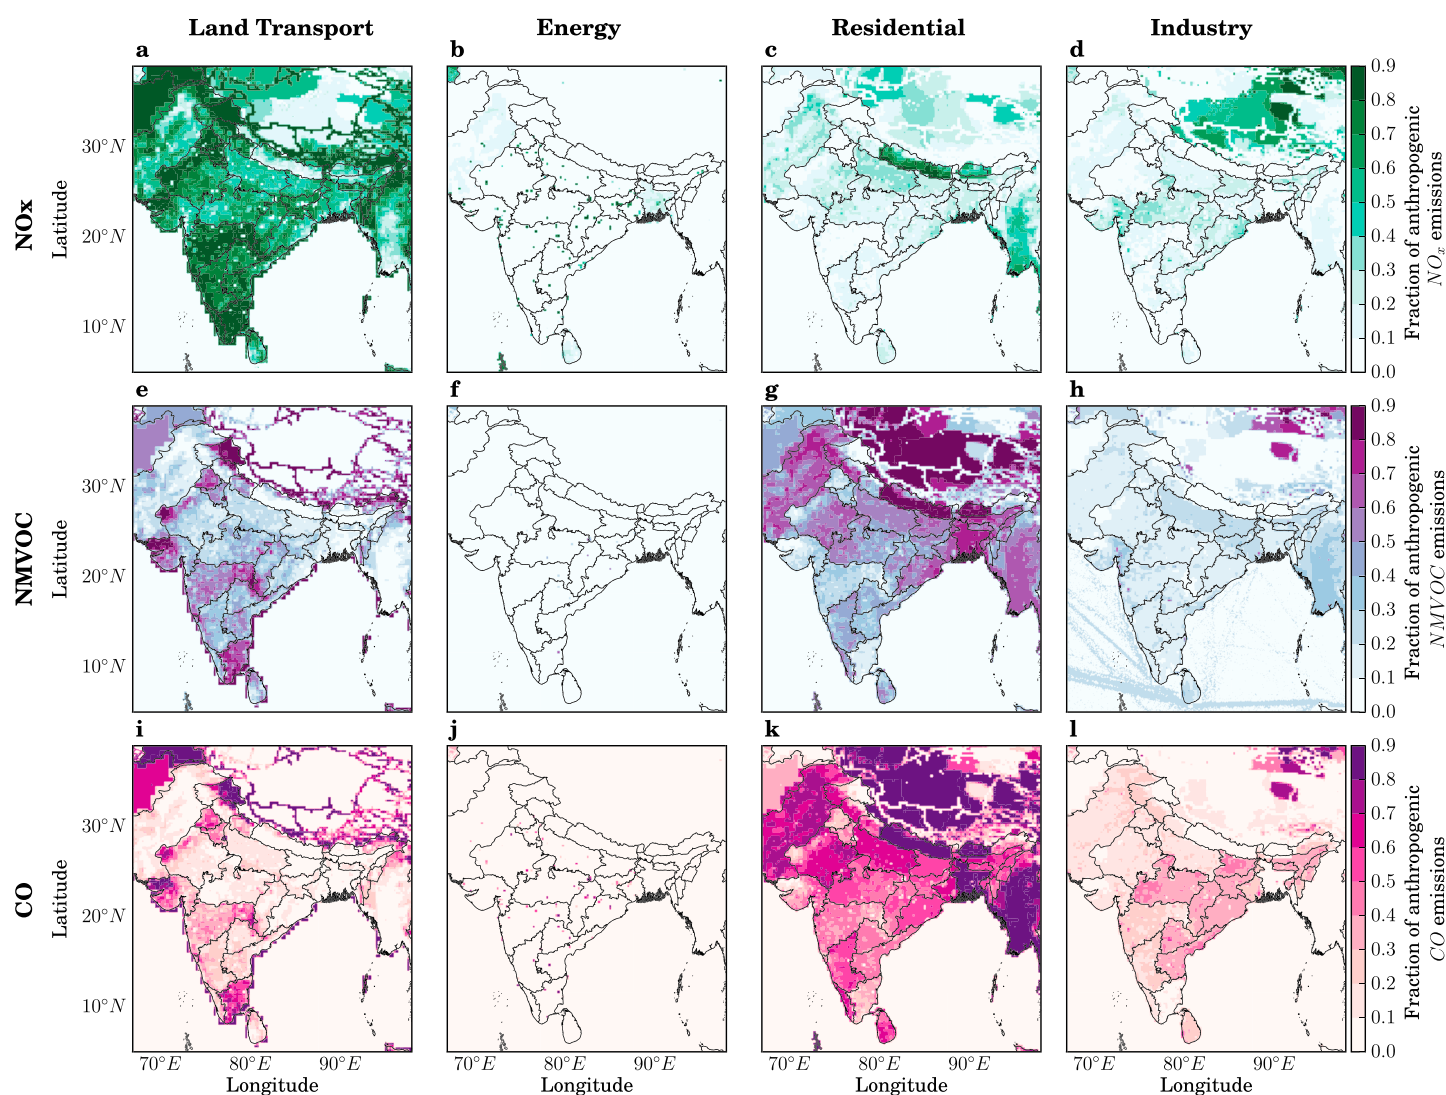 Land Transport Energy Residential Industry
a b c d
NOx
Latitude
30°N
20°N
10°N
0.9
0.8
0.7
0.6
0.5
0.4
0.3
0.2
0.1
0.0
Fraction of anthropogenic
NOx emissions
e f g h
NMVOC
Latitude
30°N
20°N
10°N
0.9
0.8
0.7
0.6
0.5
0.4
0.3
0.2
0.1
0.0
Fraction of anthropogenic
NMVOC emissions
i j k l
CO
Latitude
30°N
20°N
10°N
0.9
0.8
0.7
0.6
0.5
0.4
0.3
0.2
0.1
0.0
Fraction of anthropogenic
CO emissions
70°E 80°E 90°E 70°E 80°E 90°E 70°E 80°E 90°E 70°E 80°E 90°E
Longitude Longitude Longitude Longitude